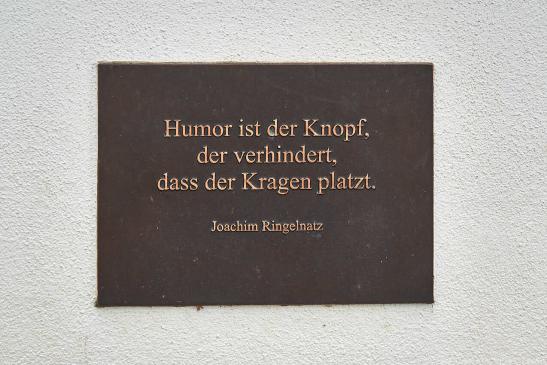 Humor ist der Knopf,
der verhindert,
dass der Kragen platzt.
Joachim Ringelnatz